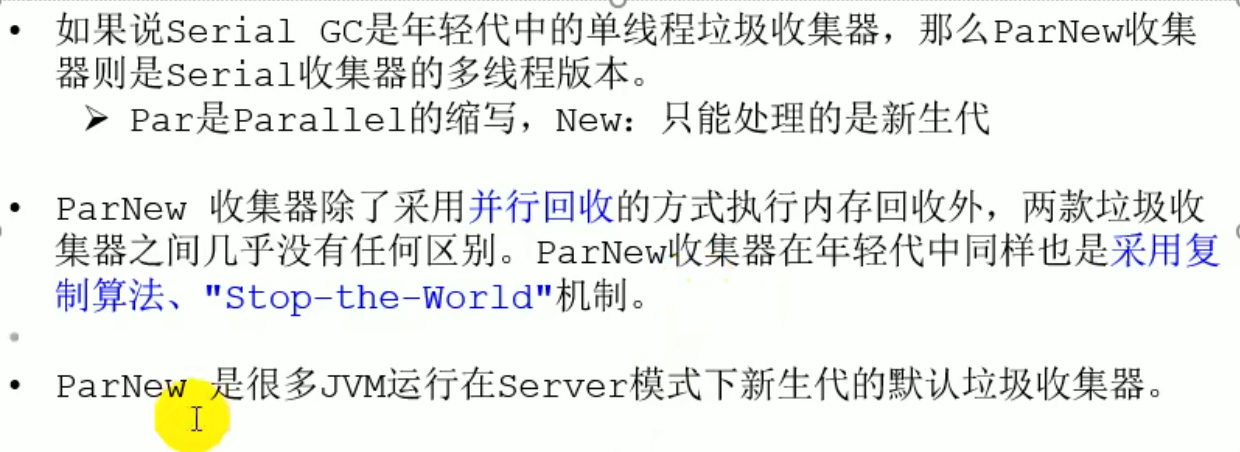 • 如果说Serial GC是年轻代中的单线程垃圾收集器，那么ParNew收集
器则是Serial收集器的多线程版本。
➢ Par是Parallel的缩写，New：只能处理的是新生代
• ParNew 收集器除了采用并行回收的方式执行内存回收外，两款垃圾收
集器之间几乎没有任何区别。ParNew收集器在年轻代中同样也是采用复
制算法、"Stop-the-World"机制。
• ParNew 是很多JVM运行在Server模式下新生代的默认垃圾收集器。